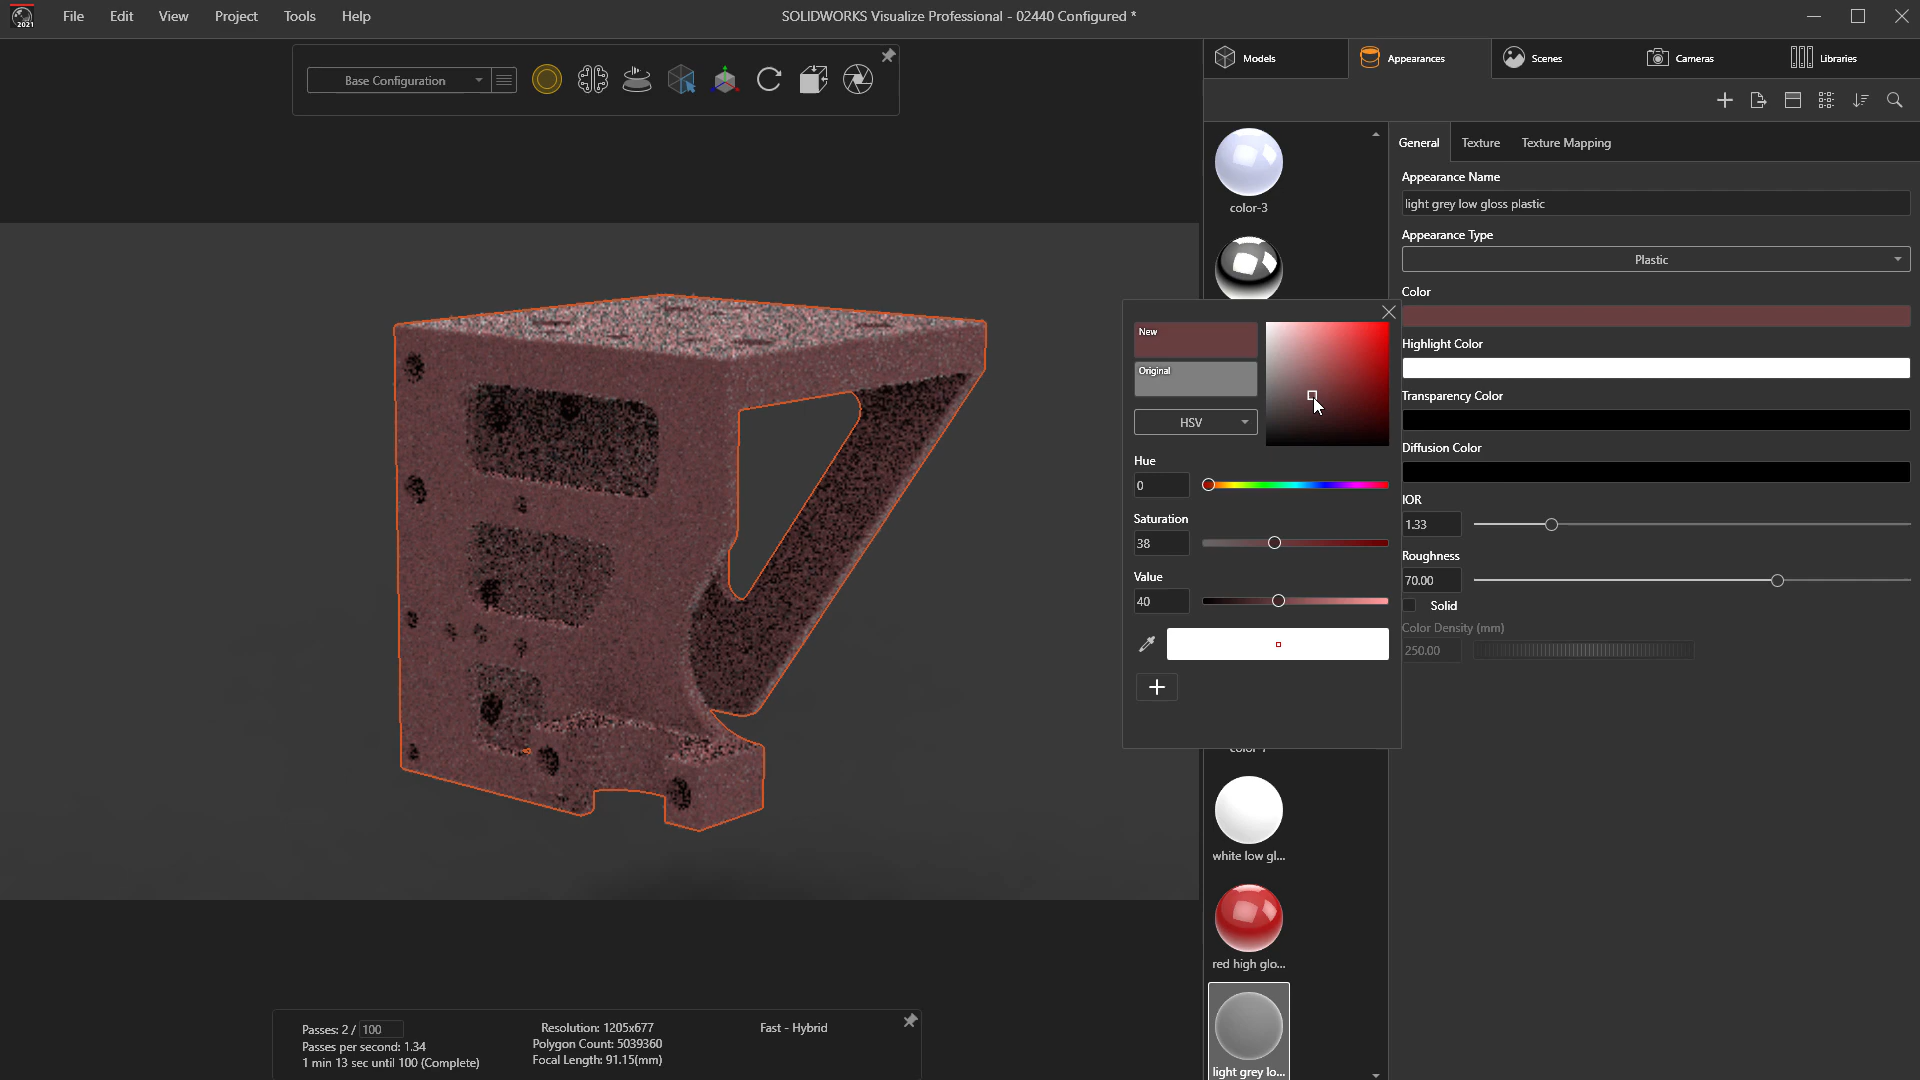 2021
File Edit View Project Tools Help
SOLIDWORKS Visualize Professional - 02440 Configured *
Base Configuration
Models
Appearances
Scenes
Cameras
Libraries
General
Texture
Texture Mapping
color-3
Appearance Name
light grey low gloss plastic
Appearance Type
Plastic
Color
Highlight Color
Transparency Color
Diffusion Color
IOR
1.33
Roughness
70.00
Solid
Color Density (mm)
250.00
New
Original
HSV
Hue
0
Saturation
38
Value
40
white low gl...
red high glo...
light grey lo...
Passes: 2 / 100
Passes per second: 1.34
1 min 13 sec until 100 (Complete)
Resolution: 1205x677
Polygon Count: 5039360
Focal Length: 91.15(mm)
Fast - Hybrid